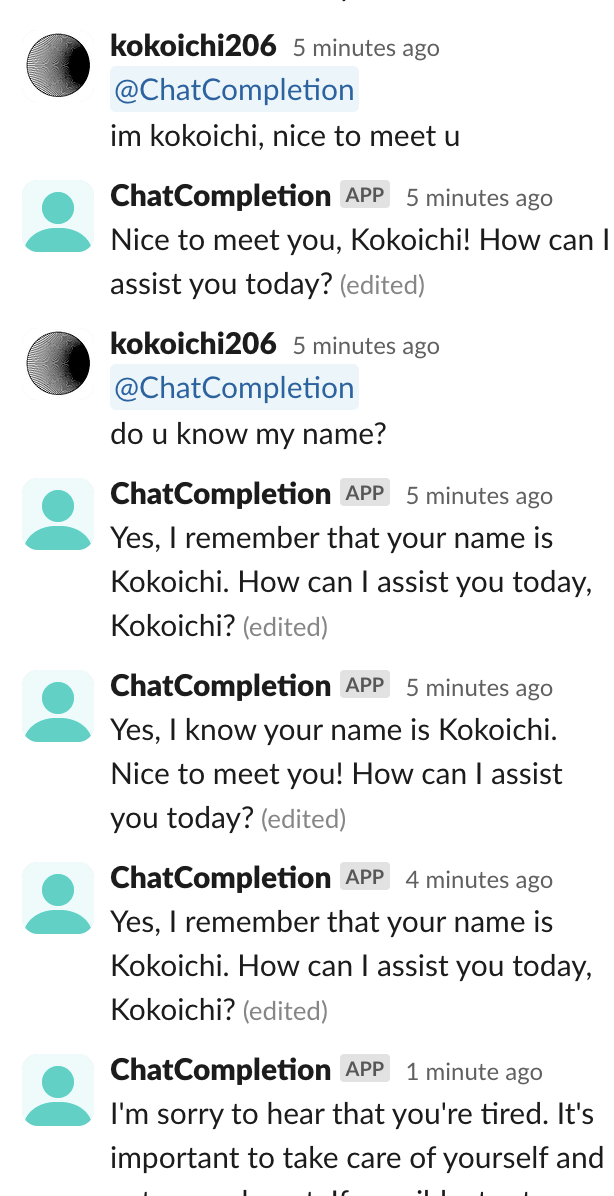 kokoichi206 5 minutes ago
@ChatCompletion
im kokoichi, nice to meet u
ChatCompletion APP 5 minutes ago
Nice to meet you, Kokoichi! How can I
assist you today? (edited)
kokoichi206 5 minutes ago
@ChatCompletion
do u know my name?
ChatCompletion APP 5 minutes ago
Yes, I remember that your name is
Kokoichi. How can I assist you today,
Kokoichi? (edited)
ChatCompletion APP 5 minutes ago
Yes, I know your name is Kokoichi.
Nice to meet you! How can I assist
you today? (edited)
ChatCompletion APP 4 minutes ago
Yes, I remember that your name is
Kokoichi. How can I assist you today,
Kokoichi? (edited)
ChatCompletion APP 1 minute ago
I'm sorry to hear that you're tired. It's
important to take care of yourself and